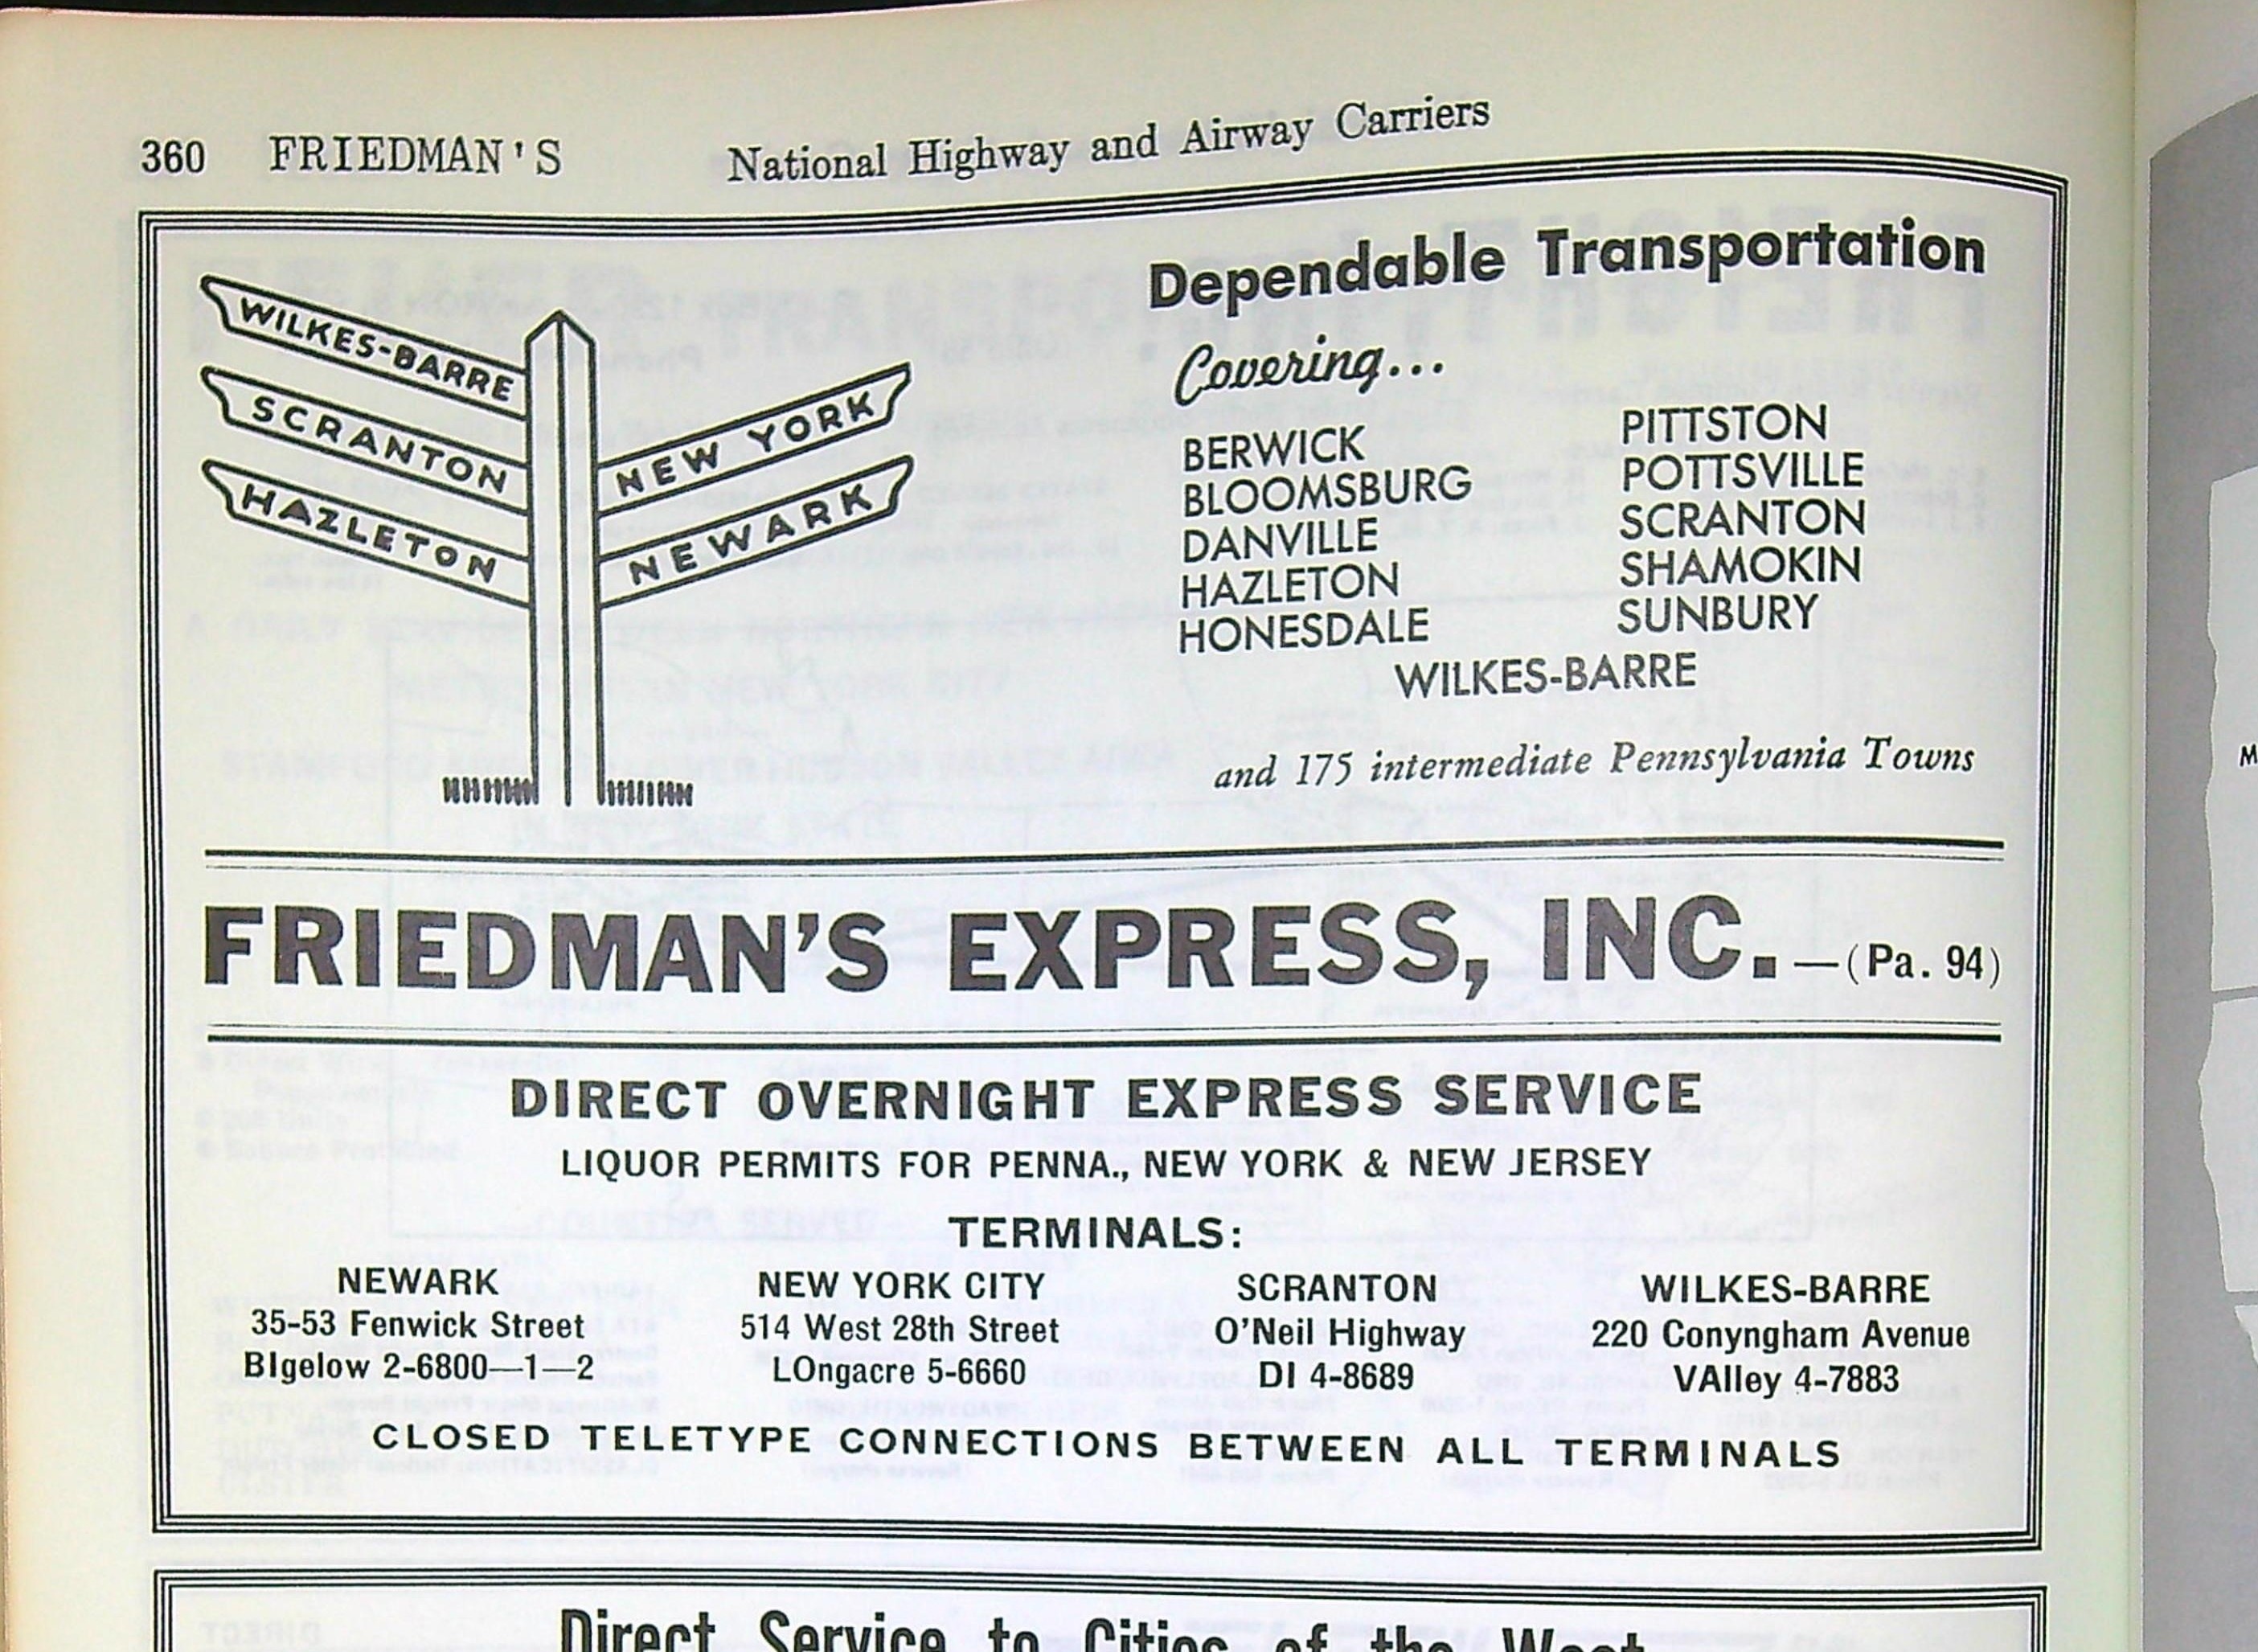 360 FRIEDMAN'S National Highway and Airway Carriers
WILKES-BARRE
SCRANTON
HAZLETON
NEW YORK
NEWARK
Dependable Transportation
Covering...
BERWICK
BLOOMSBURG
DANVILLE
HAZLETON
HONESDALE
PITTSTON
POTTSVILLE
SCRANTON
SHAMOKIN
SUNBURY
WILKES-BARRE
and 175 intermediate Pennsylvania Towns
FRIEDMAN'S EXPRESS, INC.—(Pa. 94)
DIRECT OVERNIGHT EXPRESS SERVICE
LIQUOR PERMITS FOR PENNA., NEW YORK & NEW JERSEY
TERMINALS:
NEWARK
35-53 Fenwick Street
BIgelow 2-6800—1—2
NEW YORK CITY
514 West 28th Street
LOngacre 5-6660
SCRANTON
O'Neil Highway
DI 4-8689
WILKES-BARRE
220 Conyngham Avenue
VAlley 4-7883
CLOSED TELETYPE CONNECTIONS BETWEEN ALL TERMINALS
Direct Service to Cities of the West